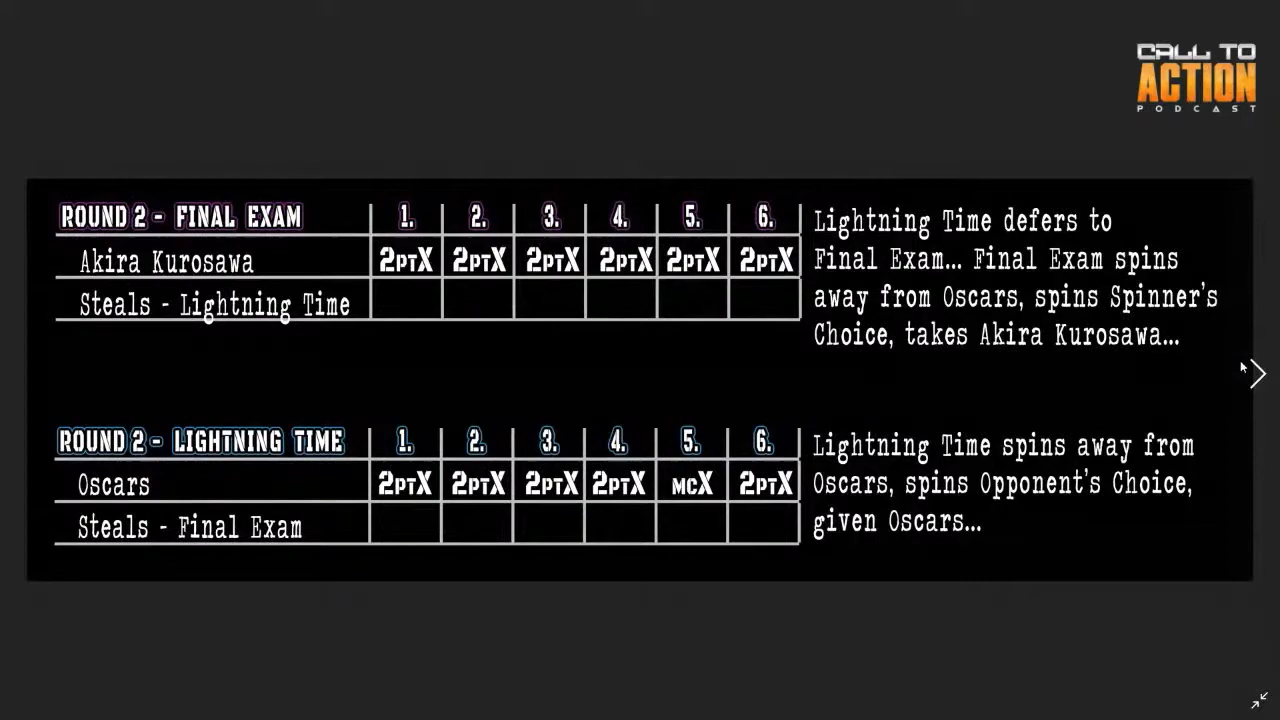 CALL TO
ACTION
PODCAST
ROUND 2 - FINAL EXAM 1. 2. 3. 4. 5. 6.
Akira Kurosawa 2PTX 2PTX 2PTX 2PTX 2PTX 2PTX
Steals - Lightning Time
Lightning Time defers to
Final Exam... Final Exam spins
away from Oscars, spins Spinner's
Choice, takes Akira Kurosawa...
ROUND 2 - LIGHTNING TIME 1. 2. 3. 4. 5. 6.
Oscars 2PTX 2PTX 2PTX 2PTX MCX 2PTX
Steals - Final Exam
Lightning Time spins away from
Oscars, spins Opponent's Choice,
given Oscars...